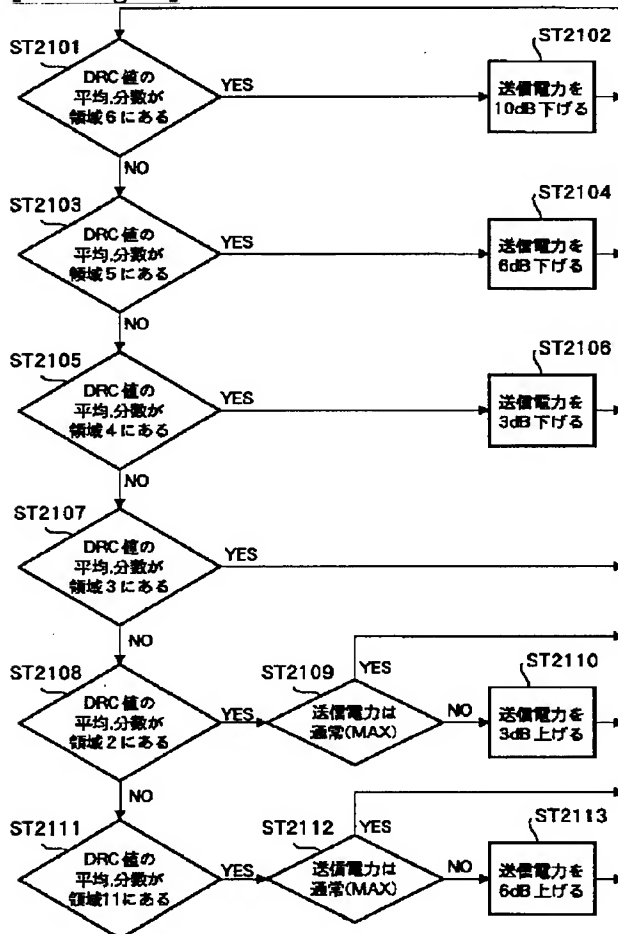 ST2101
DRC値の
平均,分数が
領域6にある
YES
NO
ST2102
送信電力を
10dB下げる
ST2103
DRC値の
平均,分数が
領域5にある
YES
NO
ST2104
送信電力を
6dB下げる
ST2105
DRC値の
平均,分数が
領域4にある
YES
NO
ST2106
送信電力を
3dB下げる
ST2107
DRC値の
平均,分数が
領域3にある
YES
NO
ST2108
DRC値の
平均,分数が
領域2にある
YES
NO
ST2109
送信電力は
通常(MAX)
YES
NO
ST2110
送信電力を
3dB上げる
ST2111
DRC値の
平均,分数が
領域11にある
YES
ST2112
送信電力は
通常(MAX)
YES
NO
ST2113
送信電力を
6dB上げる